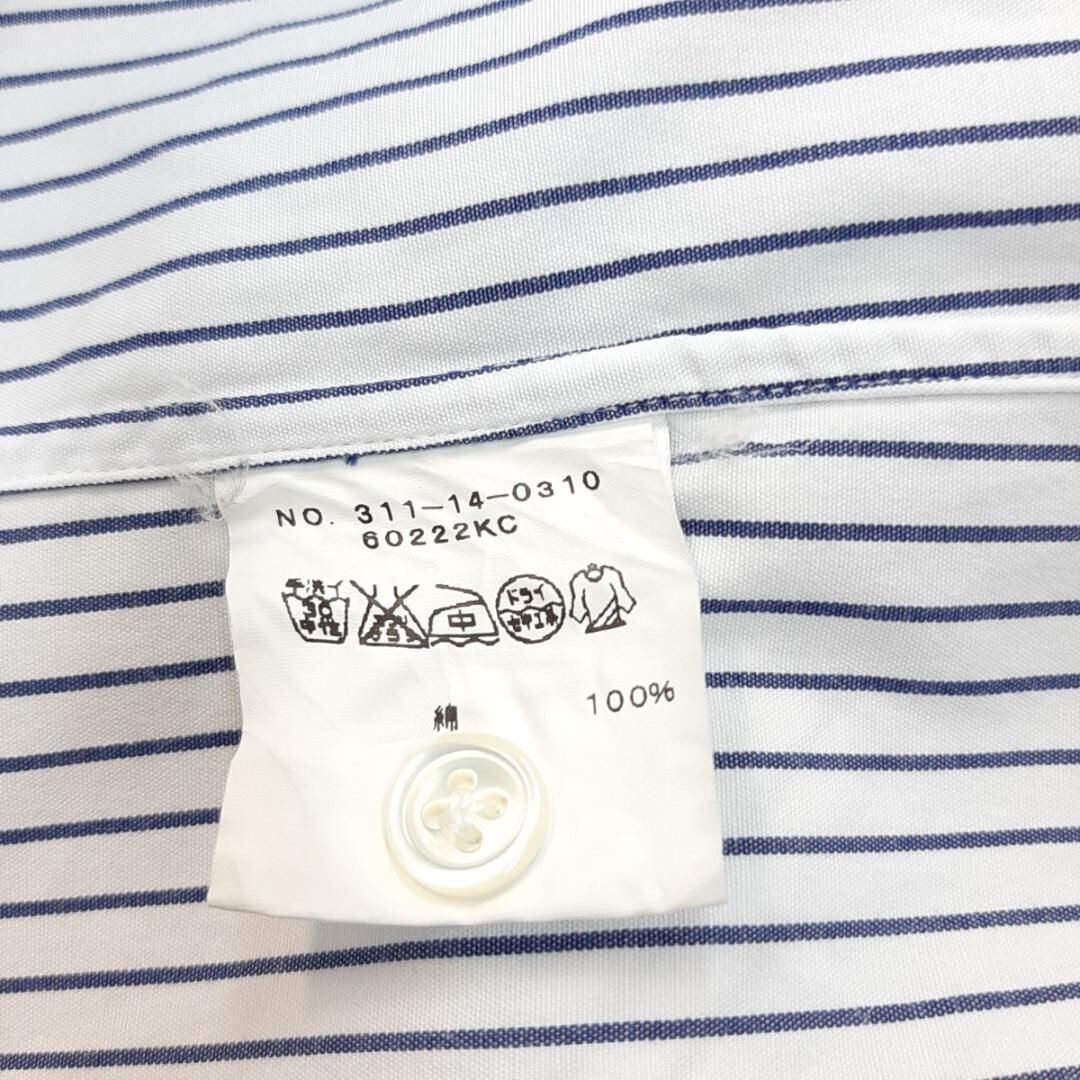 NO. 311-14-0310
60222KC
手洗イ
30
中性
エンソ
サラシ
中
ドライ
セキユ系
綿 100%